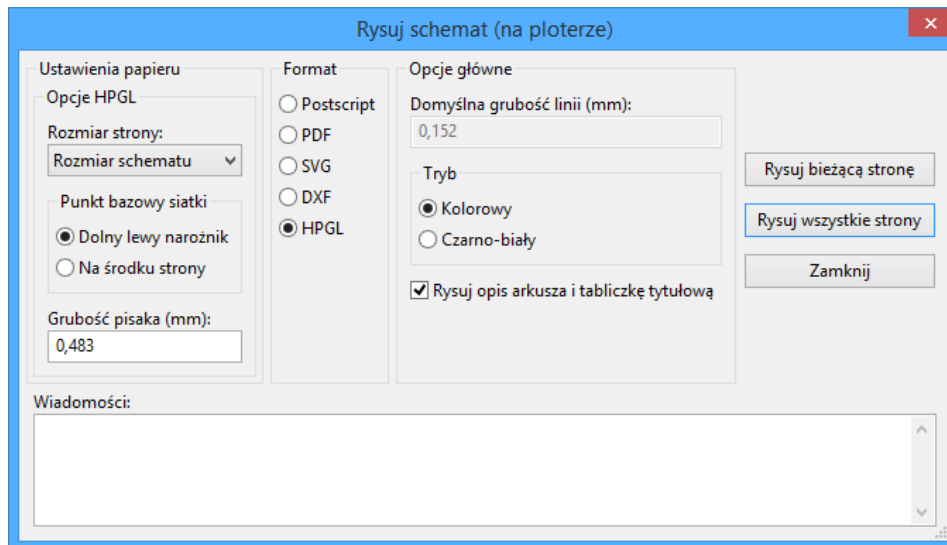 Rysuj schemat (na ploterze)
Ustawienia papieru
Opcje HPGL
Rozmiar strony:
Rozmiar schematu
Punkt bazowy siatki
Dolny lewy narożnik
Na środku strony
Grubość pisaka (mm):
0,483
Format
Postscript
PDF
SVG
DXF
HPGL
Opcje główne
Domyślna grubość linii (mm):
0,152
Tryb
Kolorowy
Czarno-biały
Rysuj opis arkusza i tabliczkę tytułową
Rysuj bieżącą stronę
Rysuj wszystkie strony
Zamknij
Wiadomości: